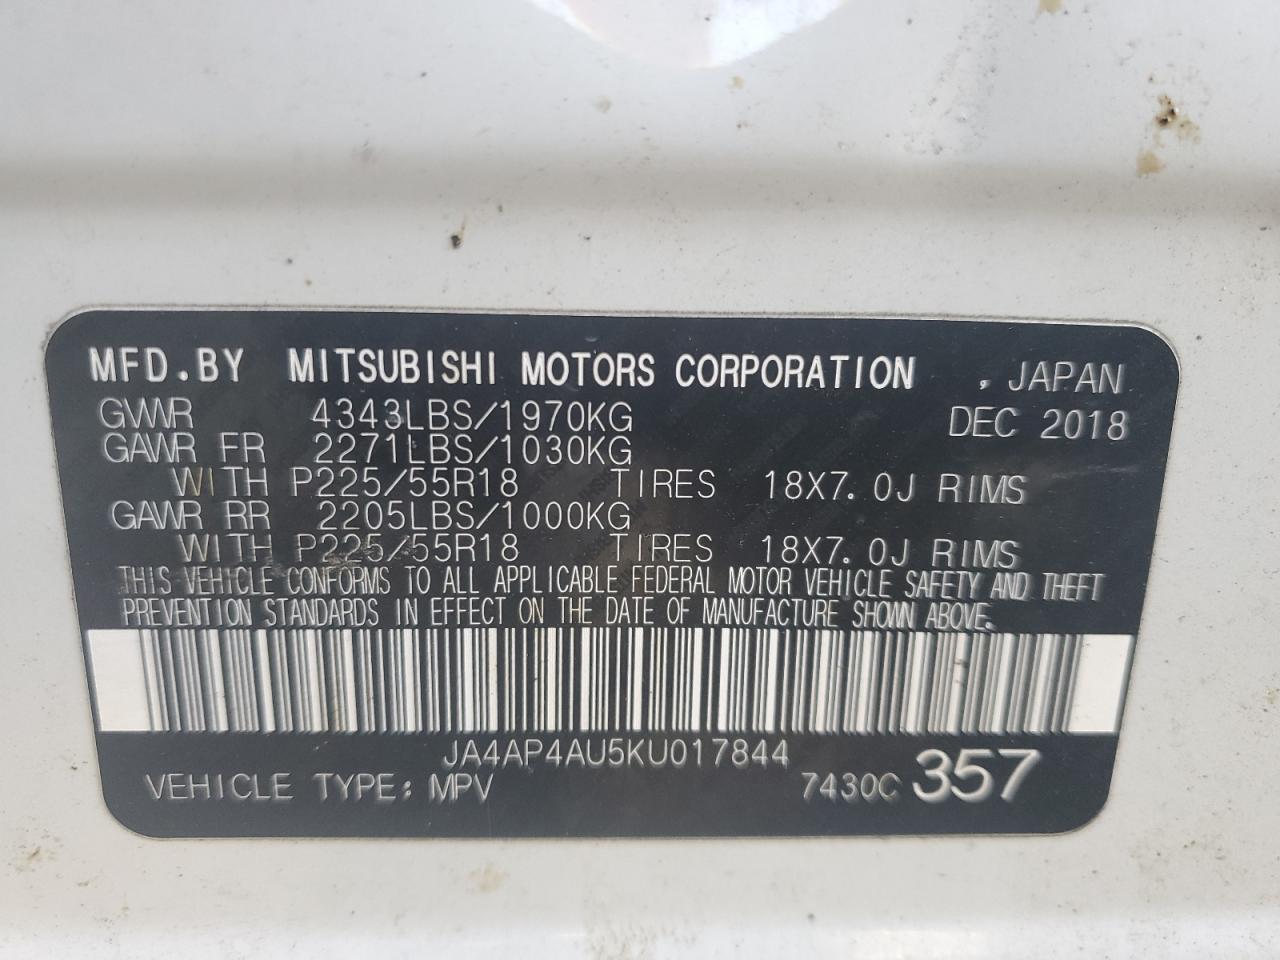 MFD.BY MITSUBISHI MOTORS CORPORATION , JAPAN
GVWR 4343LBS/1970KG DEC 2018
GAWR FR 2271LBS/1030KG
WITH P225/55R18 TIRES 18X7.0J RIMS
GAWR RR 2205LBS/1000KG
WITH P225/55R18 TIRES 18X7.0J RIMS
THIS VEHICLE CONFORMS TO ALL APPLICABLE FEDERAL MOTOR VEHICLE SAFETY AND THEFT
PREVENTION STANDARDS IN EFFECT ON THE DATE OF MANUFACTURE SHOWN ABOVE.
JA4AP4AU5KU017844
VEHICLE TYPE: MPV 7430C 357